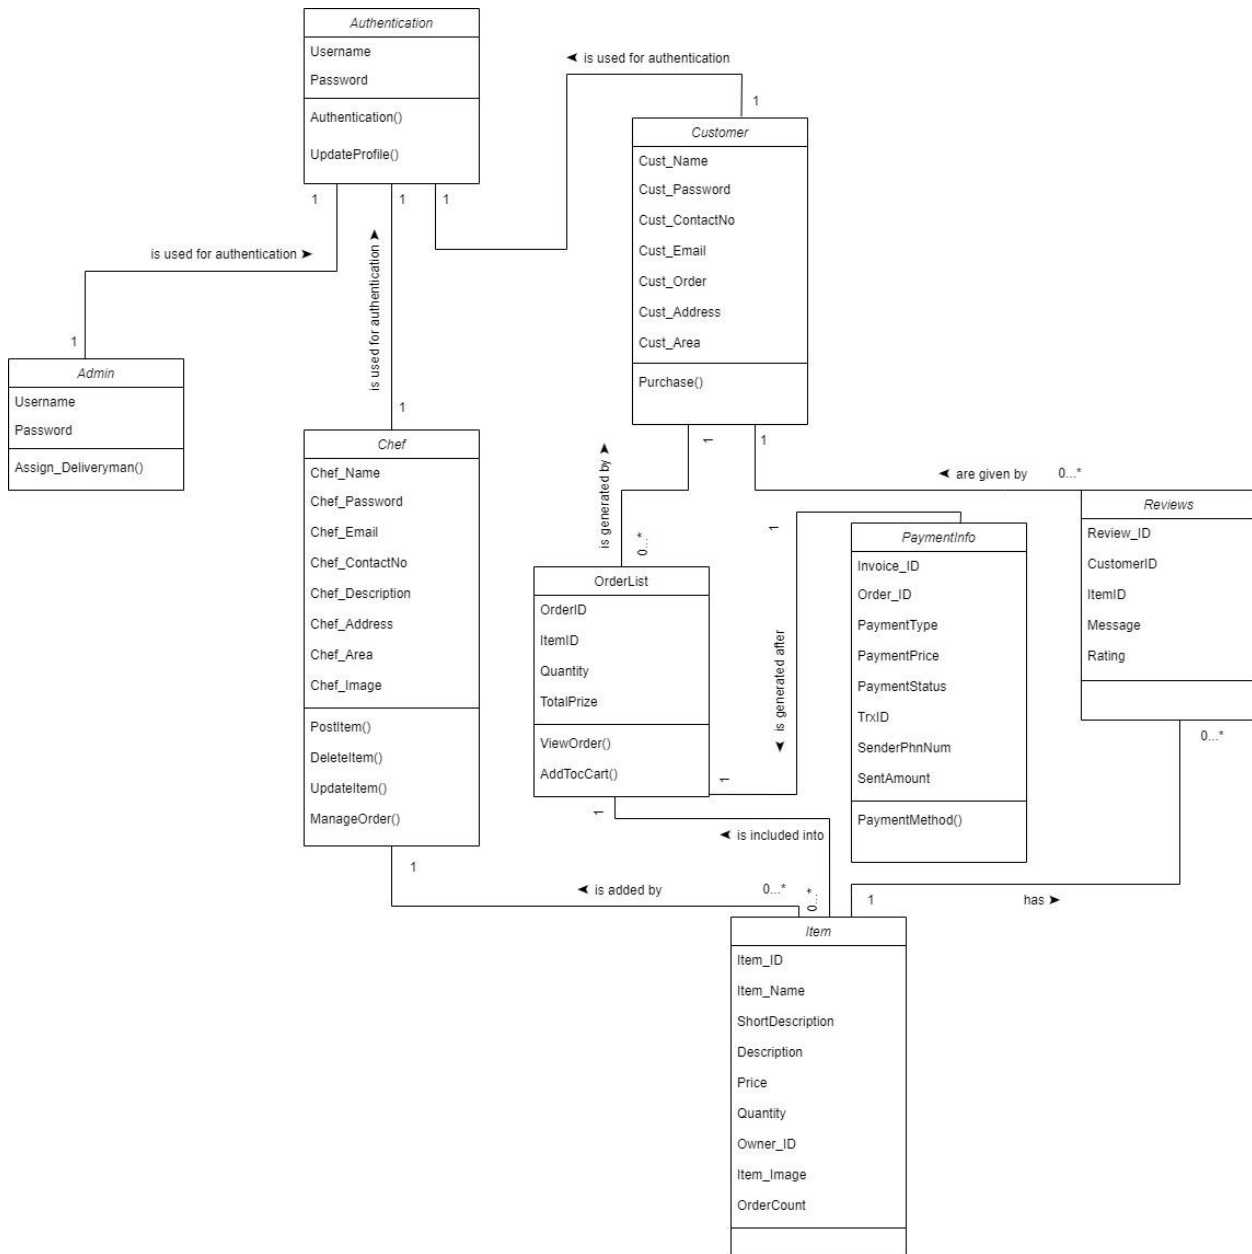 Authentication
Username
Password
Authentication()
UpdateProfile()
is used for authentication
1
Customer
Cust_Name
Cust_Password
Cust_ContactNo
Cust_Email
Cust_Order
Cust_Address
Cust_Area
Purchase()
1
1
1
is used for authentication
is used for authentication
1
Admin
Username
Password
Assign_Deliveryman()
1
Chef
Chef_Name
Chef_Password
Chef_Email
Chef_ContactNo
Chef_Description
Chef_Address
Chef_Area
Chef_Image
PostItem()
DeleteItem()
UpdateItem()
ManageOrder()
1
1
is generated by
0...*
are given by
0...*
OrderList
OrderID
ItemID
Quantity
TotalPrize
ViewOrder()
AddTocCart()
1
is generated after
1
PaymentInfo
Invoice_ID
Order_ID
PaymentType
PaymentPrice
PaymentStatus
TrxID
SenderPhnNum
SentAmount
PaymentMethod()
Reviews
Review_ID
CustomerID
ItemID
Message
Rating
0...*
1
is included into
1
is added by
0...*
0...*
1
has
Item
Item_ID
Item_Name
ShortDescription
Description
Price
Quantity
Owner_ID
Item_Image
OrderCount